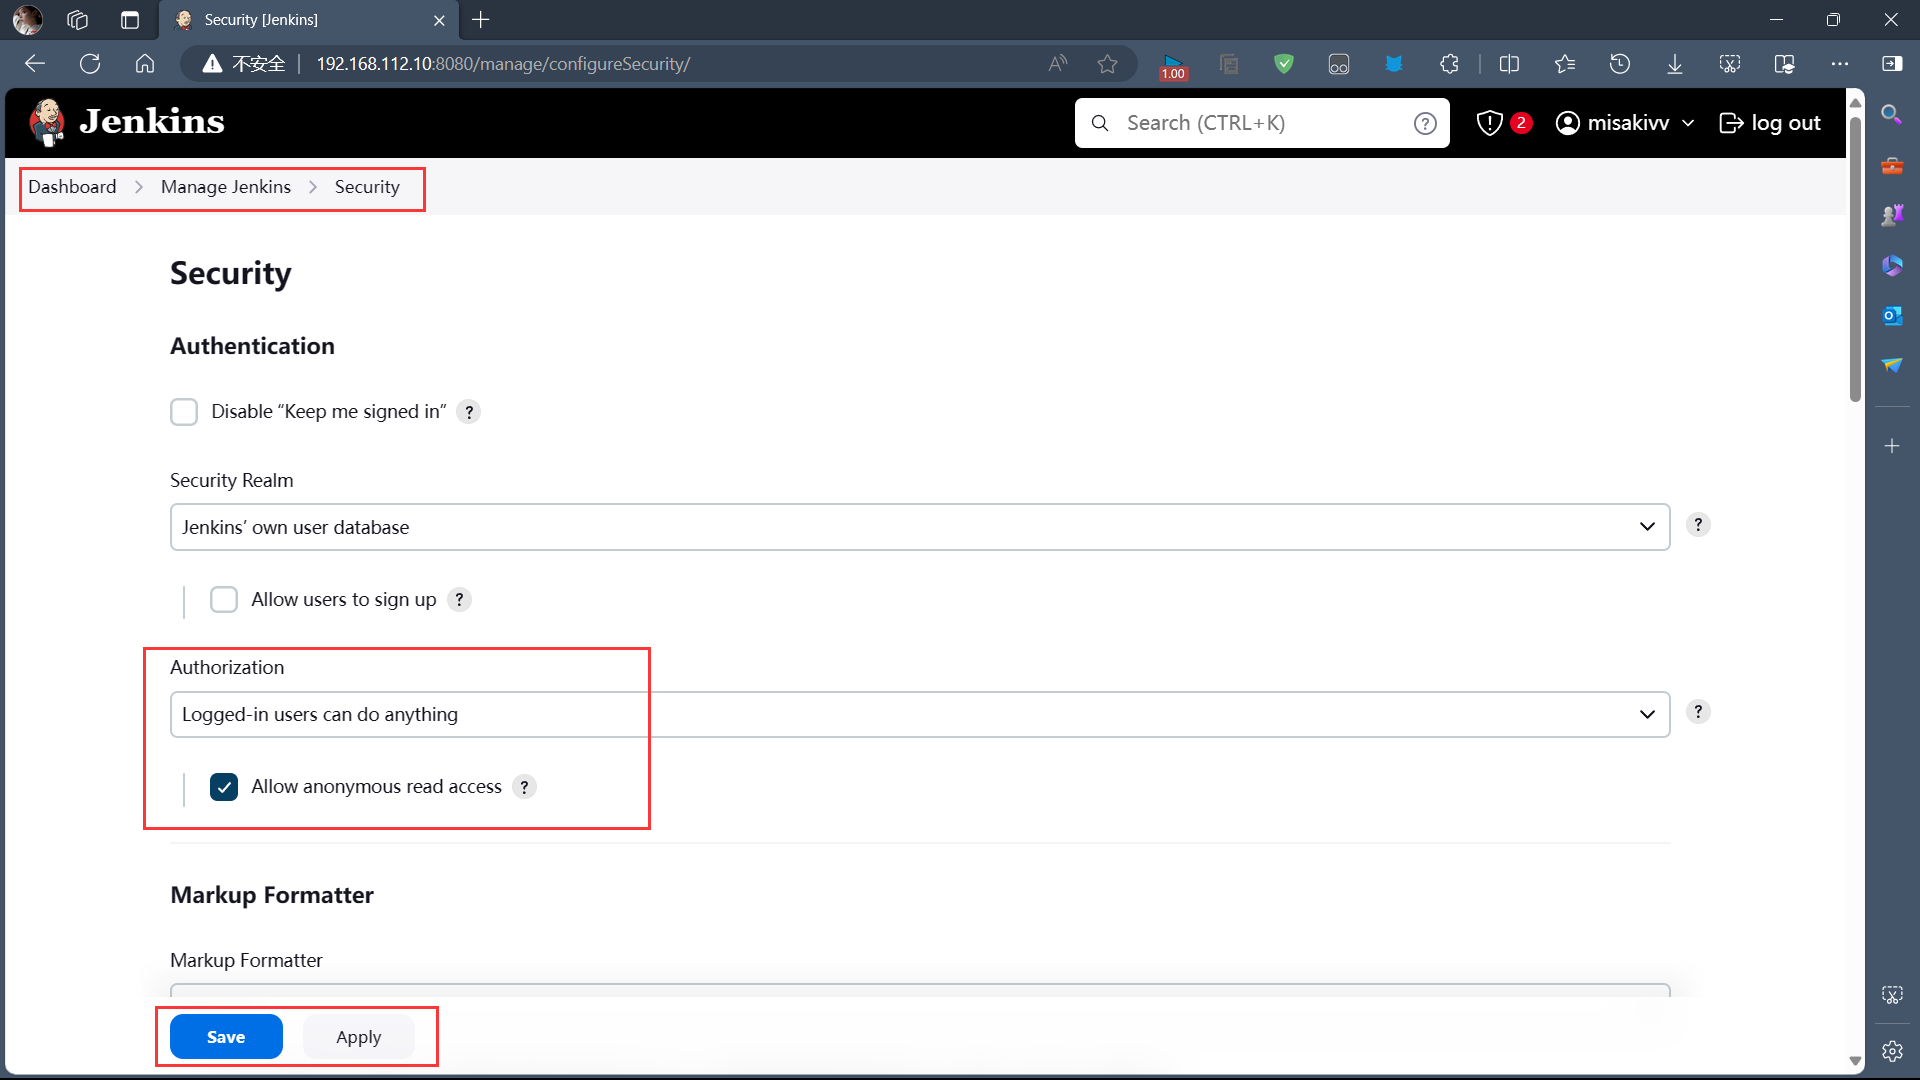 Security [Jenkins]
不安全 192.168.112.10:8080/manage/configureSecurity/
1.00
Jenkins
Search (CTRL+K)
2
misakivv
log out
Dashboard
Manage Jenkins
Security
Security
Authentication
Disable “Keep me signed in” ?
Security Realm
Jenkins’ own user database
?
Allow users to sign up ?
Authorization
Logged-in users can do anything
?
Allow anonymous read access ?
Markup Formatter
Markup Formatter
Save
Apply